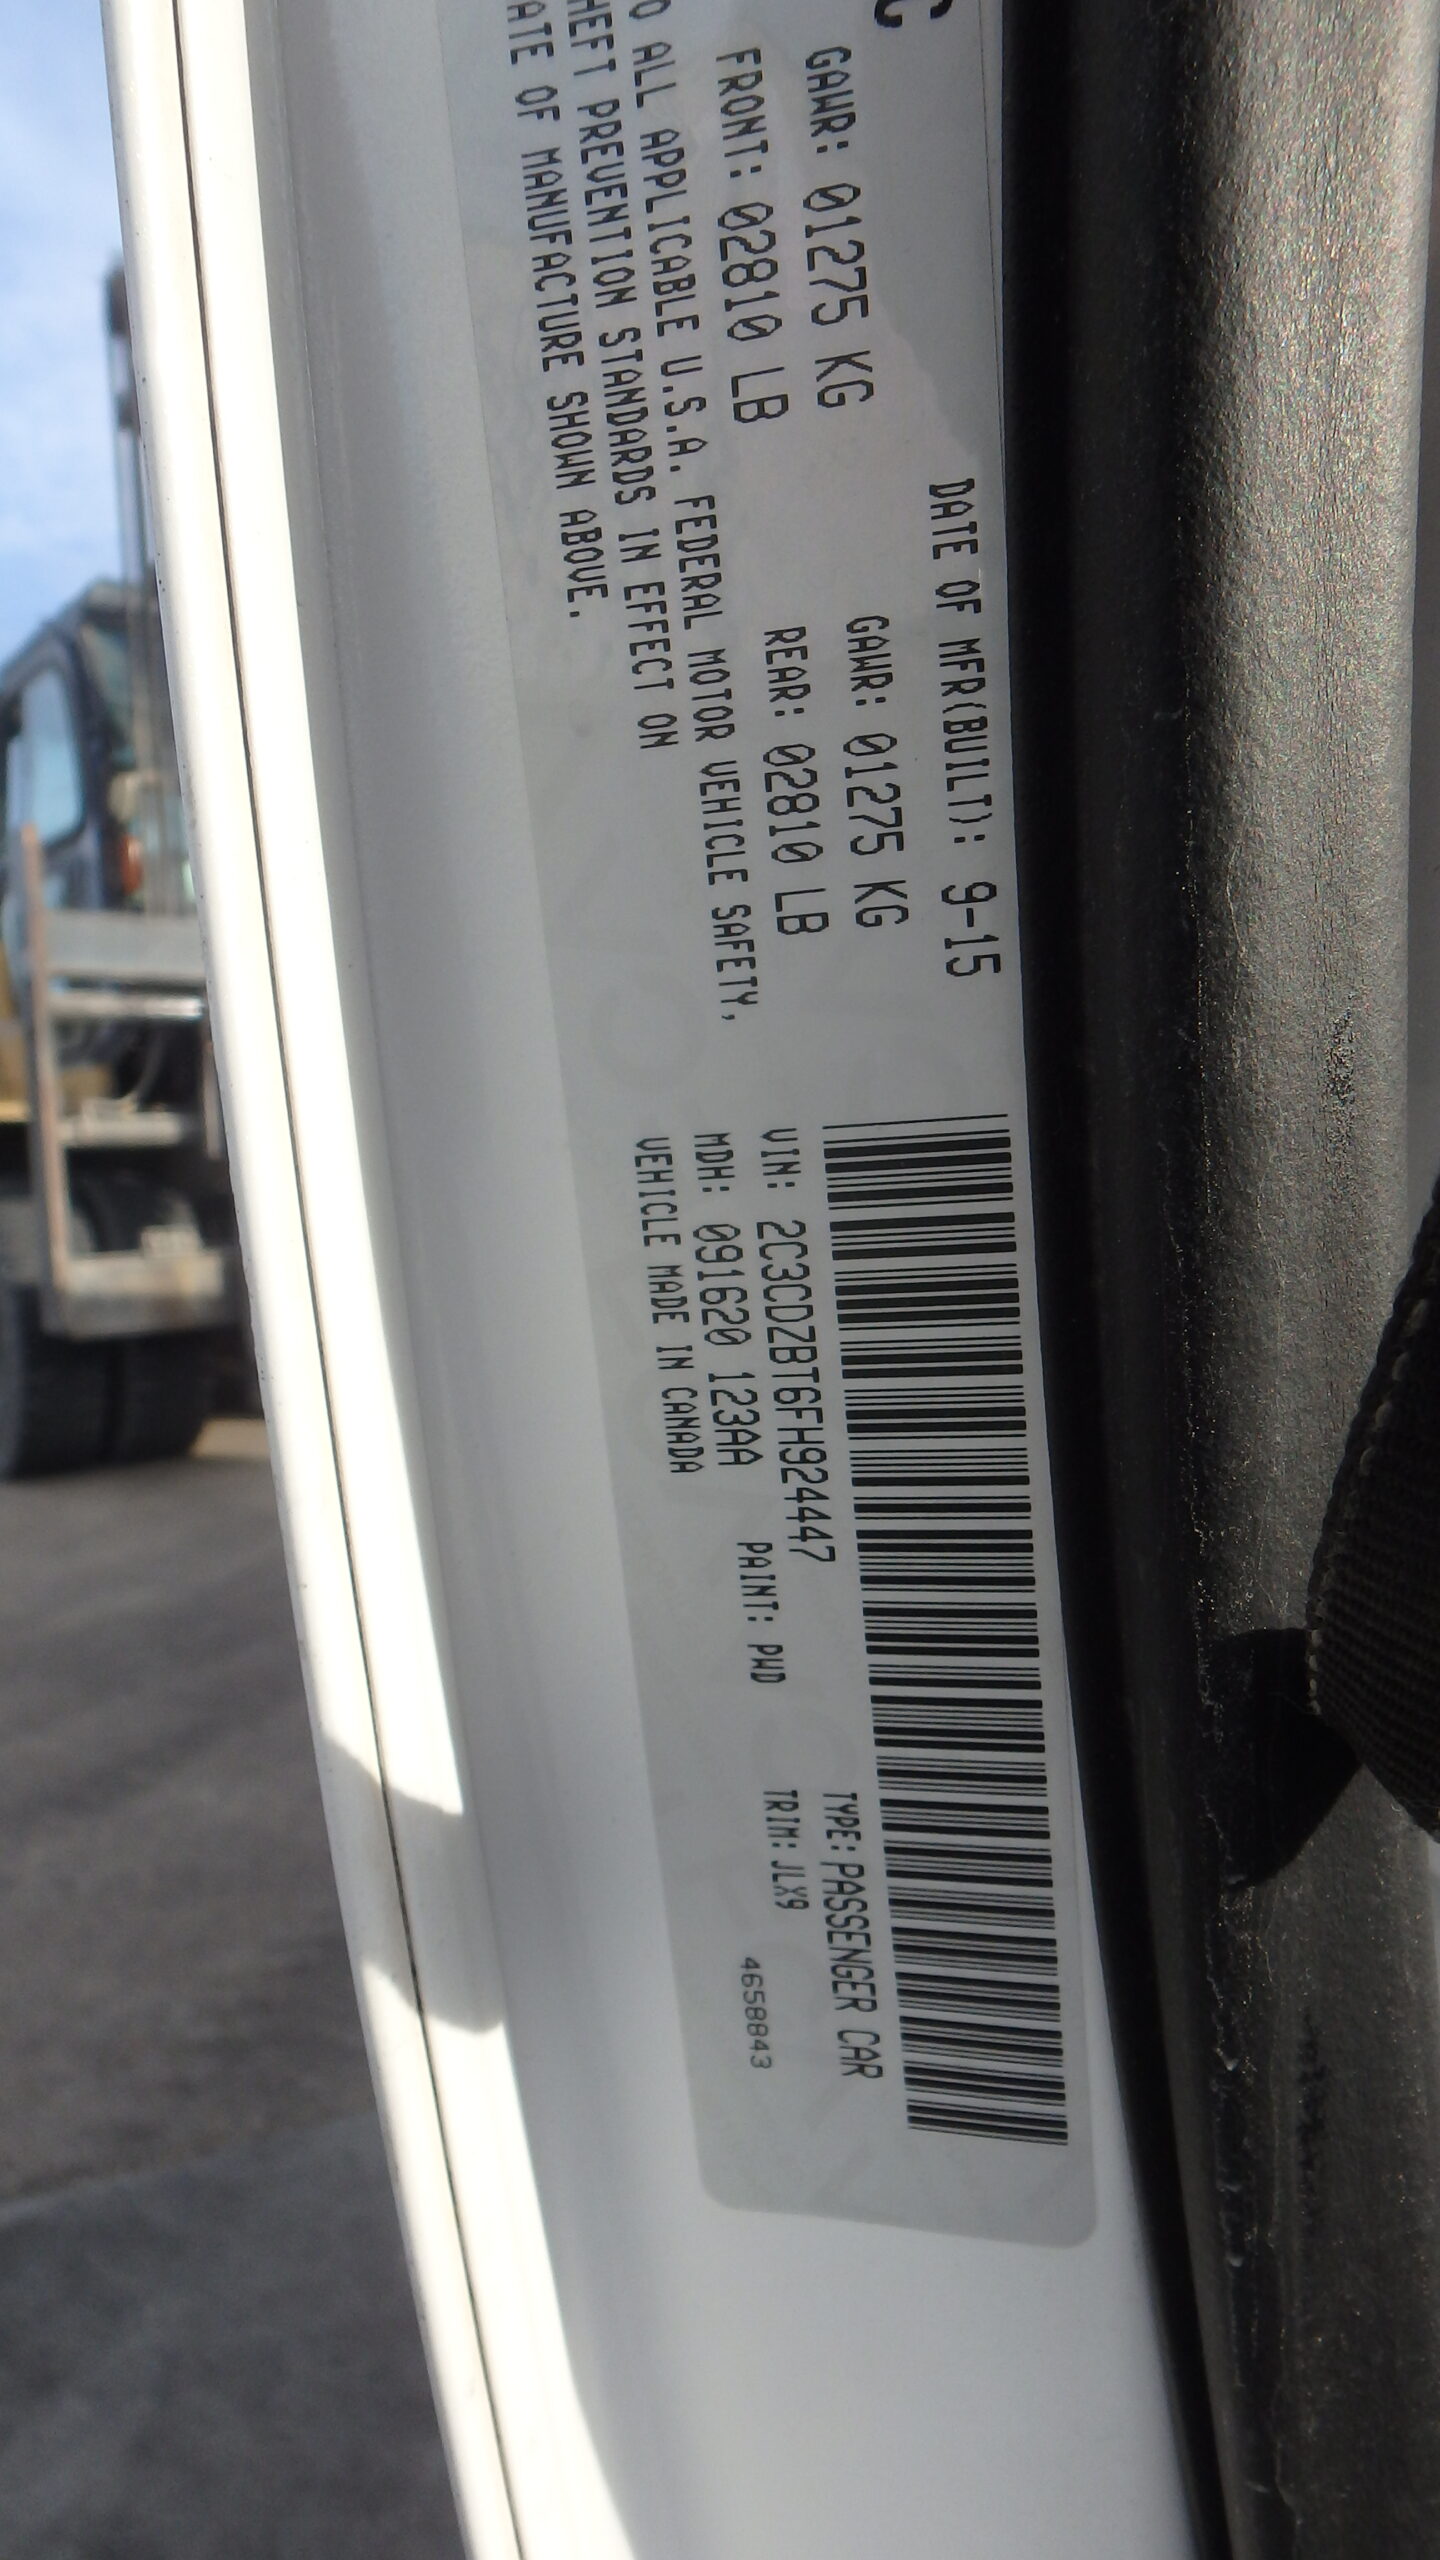 C
DATE OF MFR(BUILT): 9-15
GAWR: 01275 KG
FRONT: 02810 LB
GAWR: 01275 KG
REAR: 02810 LB
O ALL APPLICABLE U.S.A. FEDERAL MOTOR VEHICLE SAFETY,
HEFT PREVENTION STANDARDS IN EFFECT ON
ATE OF MANUFACTURE SHOWN ABOVE.
VIN: 2C3CDZBT6FH924447
TYPE: PASSENGER CAR
MDH: 091620 123AA
PAINT: PWD
TRIM: JLX9
VEHICLE MADE IN CANADA
4658843